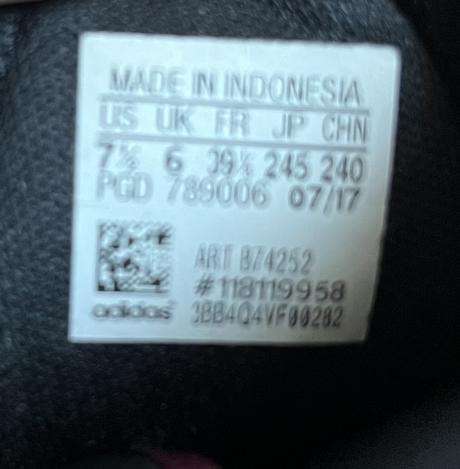 MADE IN INDONESIA
US UK FR JP CHN
7½ 6 39⅓ 245 240
PGD 789006 07/17
ART B74252
#118119958
adidas 3BB4Q4VF00282